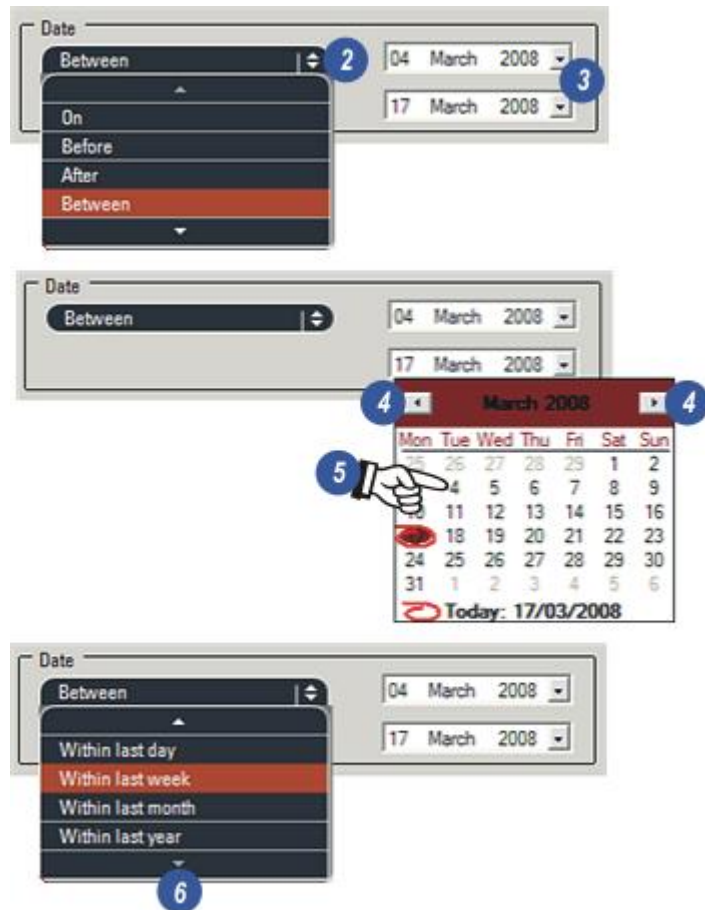 Date
Between 2 04 March 2008 3
17 March 2008
On
Before
After
Between
Date
Between 04 March 2008
17 March 2008
4 March 2008 4
Mon Tue Wed Thu Fri Sat Sun
25 26 27 28 29 1 2
5 4 5 6 7 8 9
10 11 12 13 14 15 16
18 19 20 21 22 23
24 25 26 27 28 29 30
31 1 2 3 4 5 6
Today: 17/03/2008
Date
Between 04 March 2008
17 March 2008
Within last day
Within last week
Within last month
Within last year
6